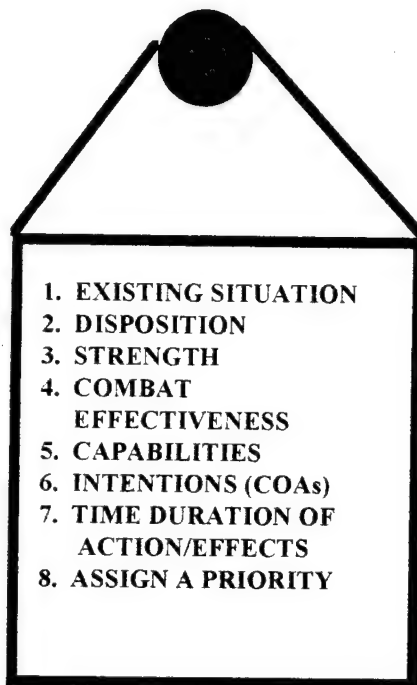 1. EXISTING SITUATION
2. DISPOSITION
3. STRENGTH
4. COMBAT
EFFECTIVENESS
5. CAPABILITIES
6. INTENTIONS (COAs)
7. TIME DURATION OF
ACTION/EFFECTS
8. ASSIGN A PRIORITY